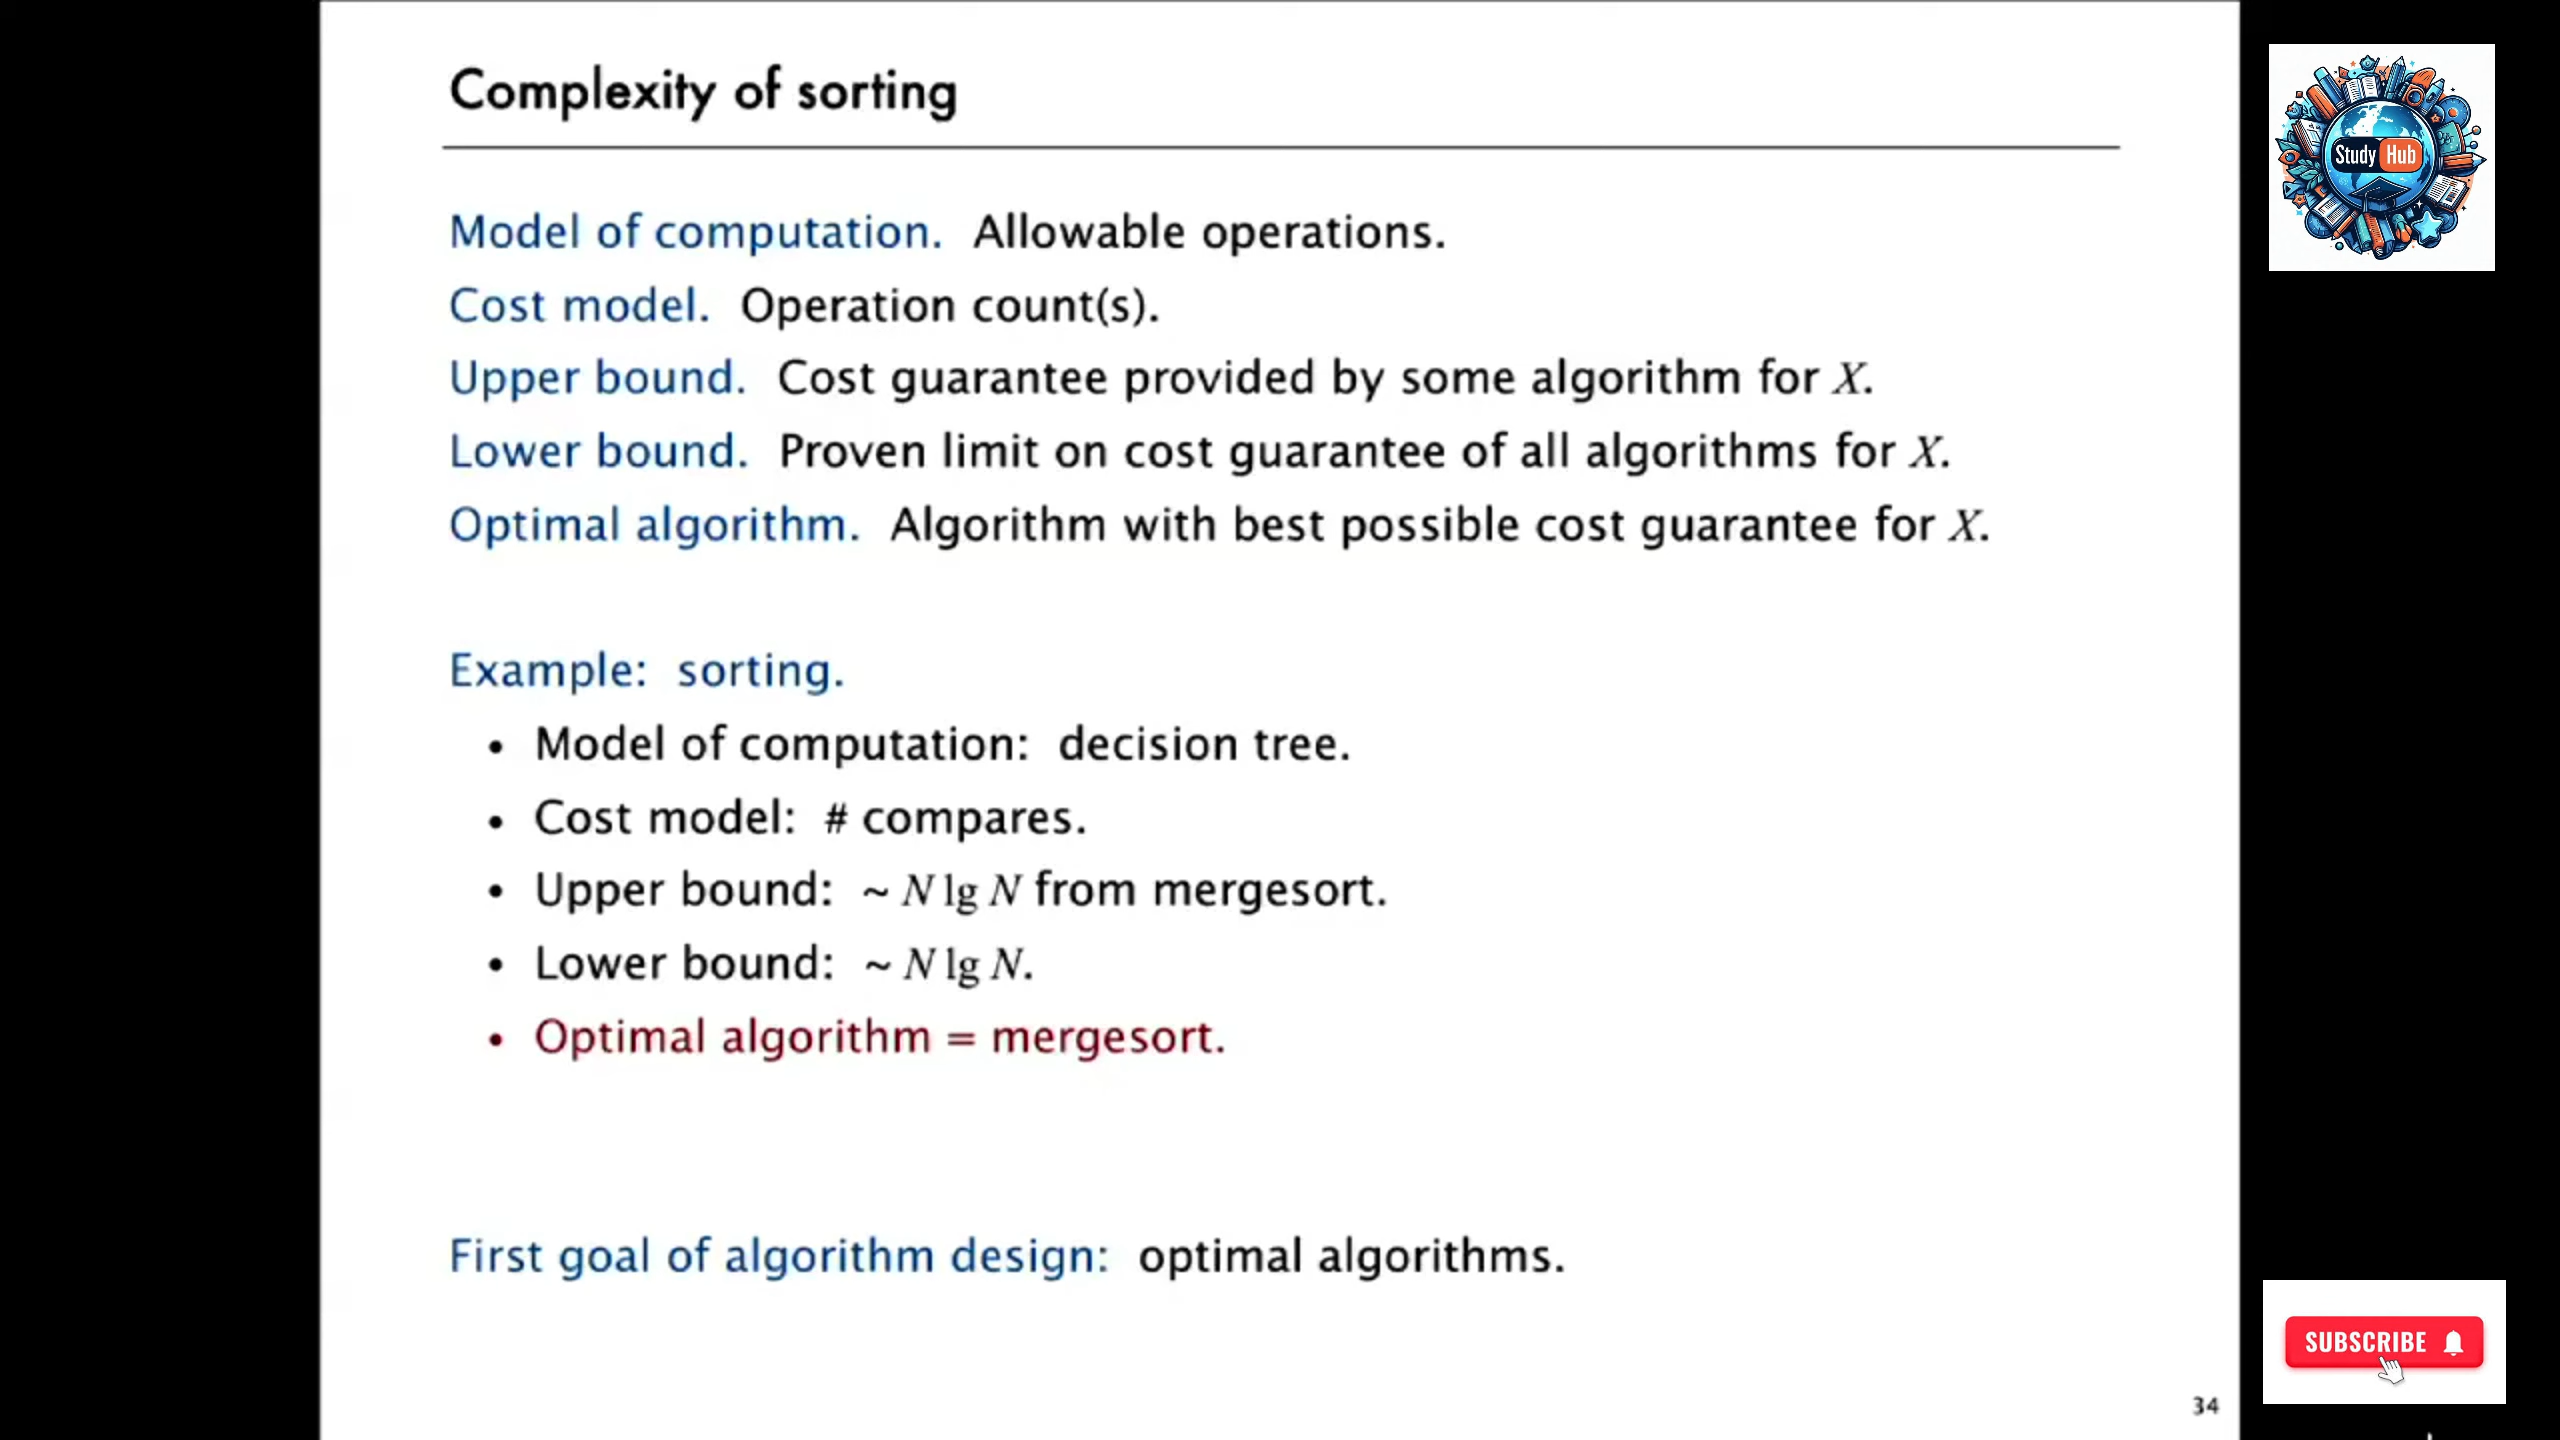 Complexity of sorting
Study Hub
Model of computation. Allowable operations.
Cost model. Operation count(s).
Upper bound. Cost guarantee provided by some algorithm for X.
Lower bound. Proven limit on cost guarantee of all algorithms for X.
Optimal algorithm. Algorithm with best possible cost guarantee for X.
Example: sorting.
• Model of computation: decision tree.
• Cost model: # compares.
• Upper bound: ~ N lg N from mergesort.
• Lower bound: ~ N lg N.
• Optimal algorithm = mergesort.
First goal of algorithm design: optimal algorithms.
SUBSCRIBE
34